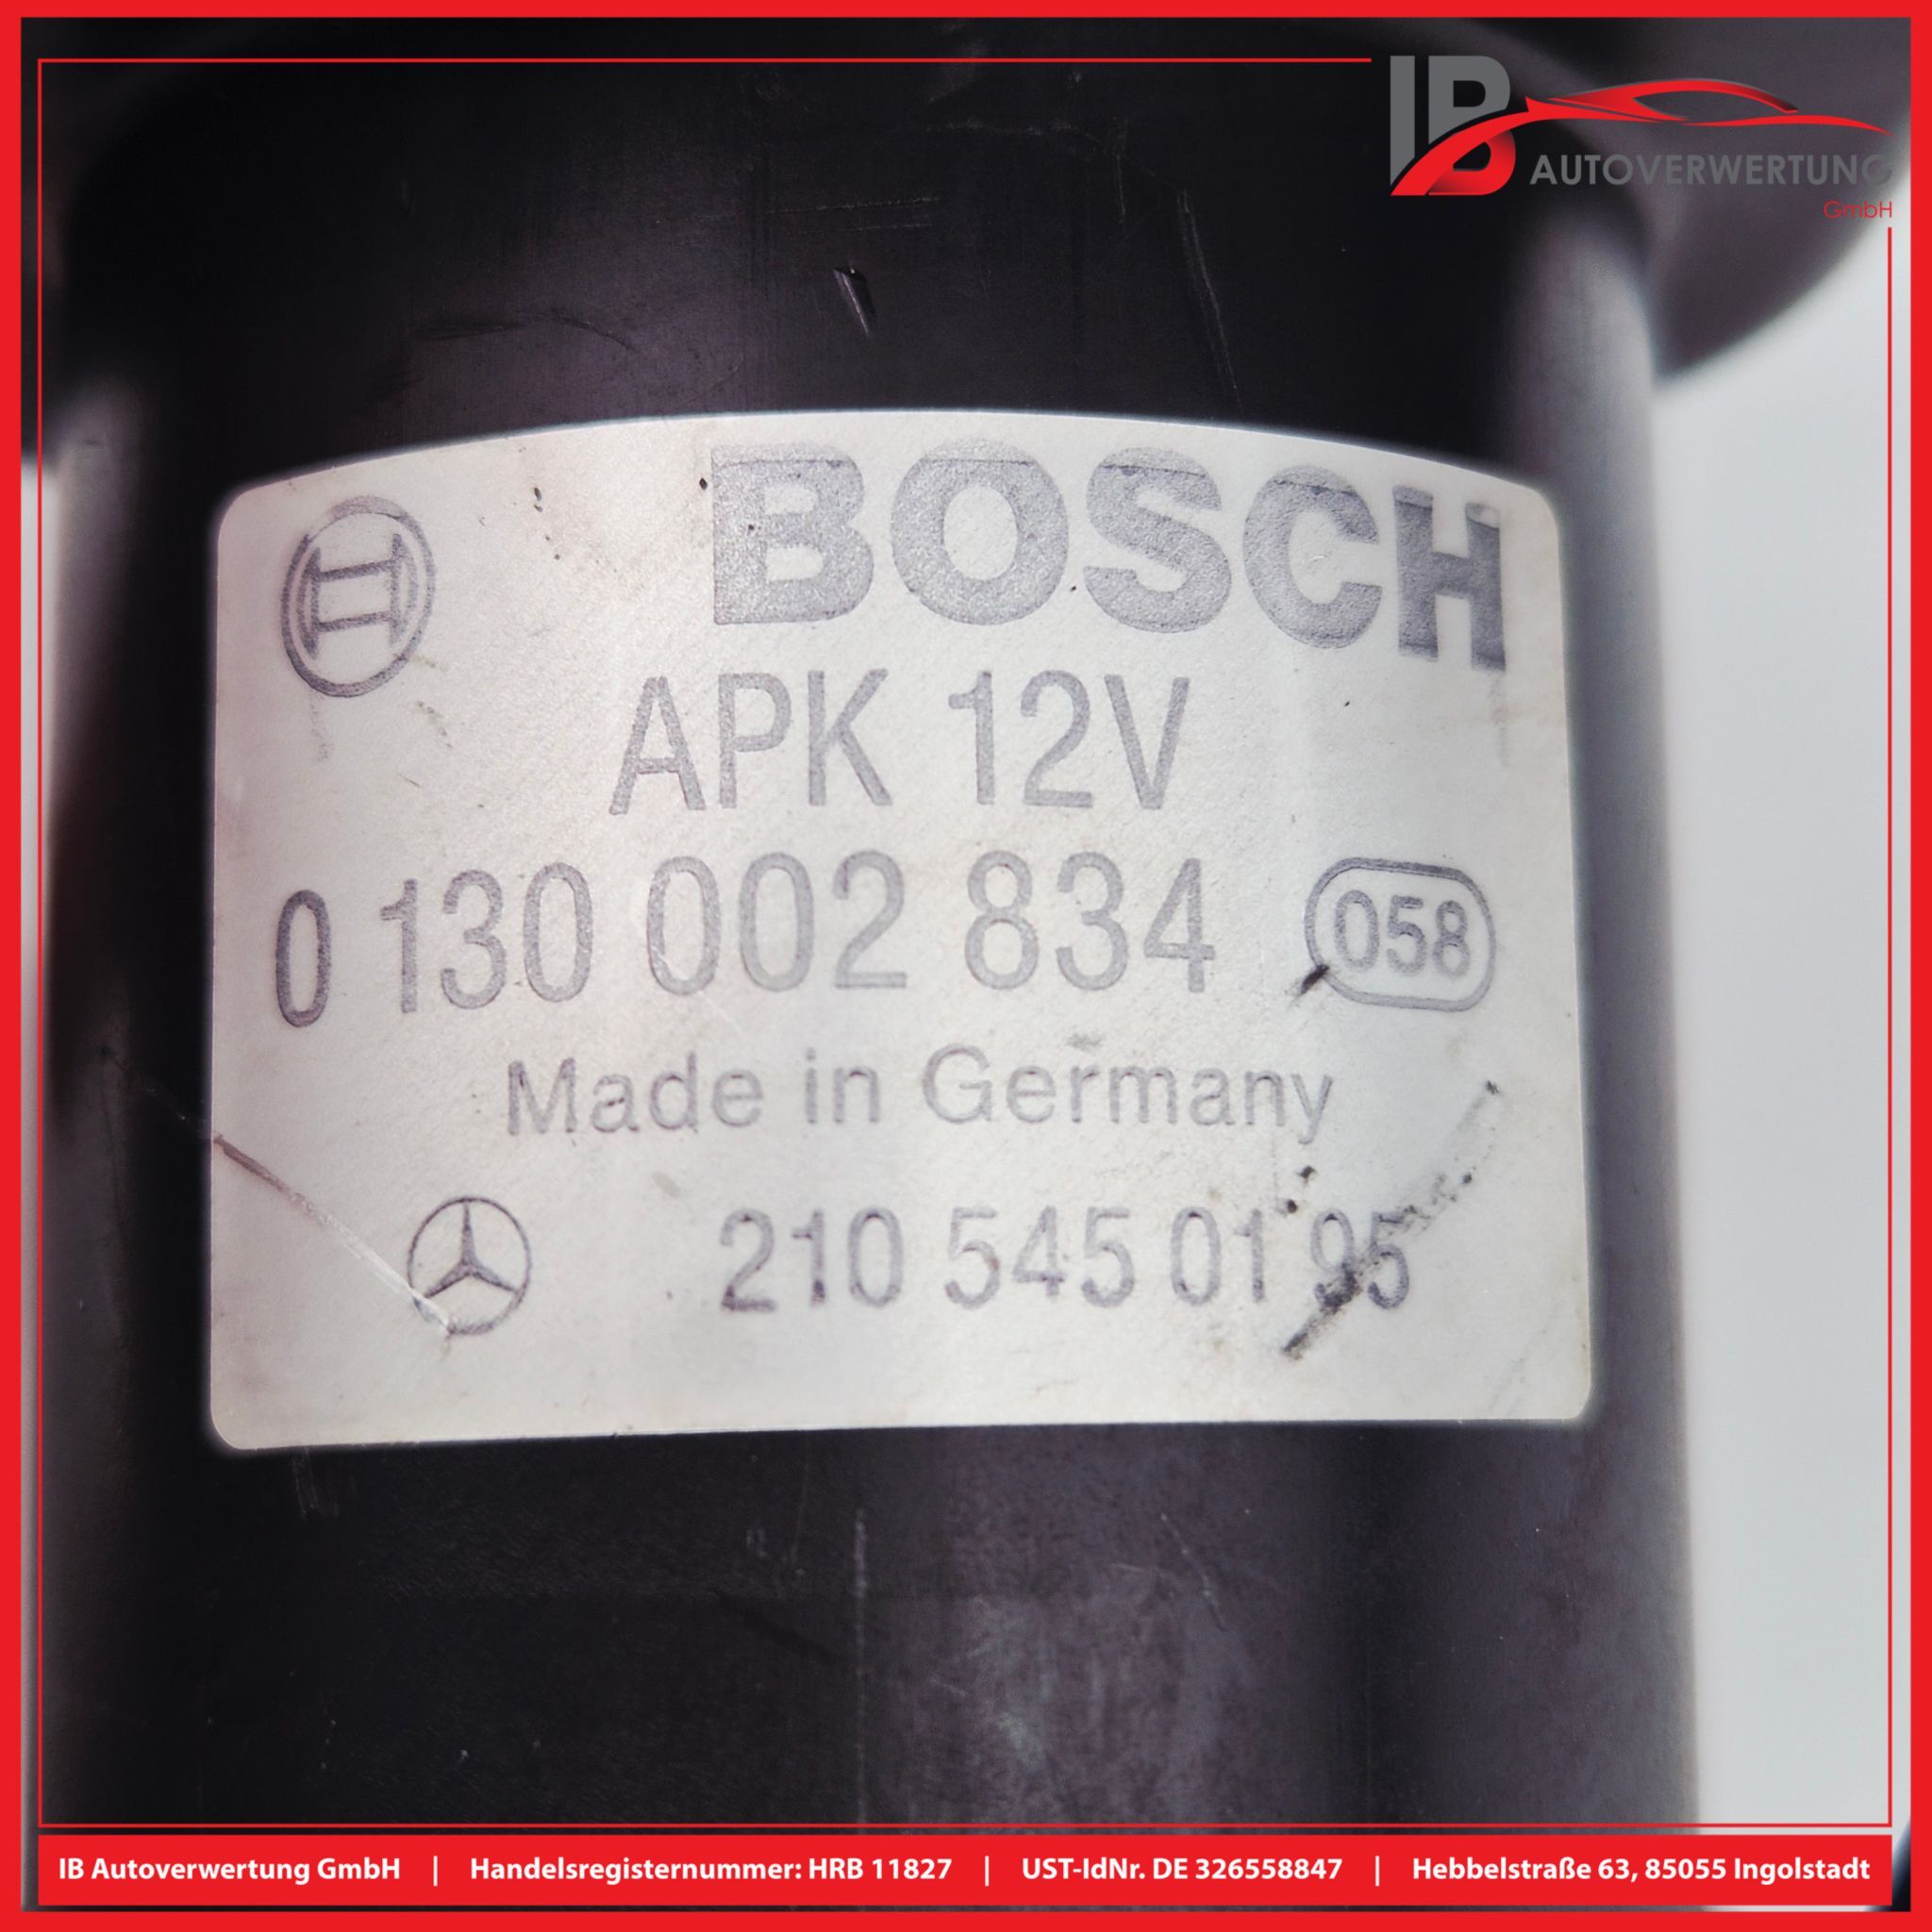 IB
AUTOVERWERTUNG
GmbH
BOSCH
APK 12V
0 130 002 834 058
Made in Germany
210 545 01 95
IB Autoverwertung GmbH | Handelsregisternummer: HRB 11827 | UST-IdNr. DE 326558847 | Hebbelstraße 63, 85055 Ingolstadt